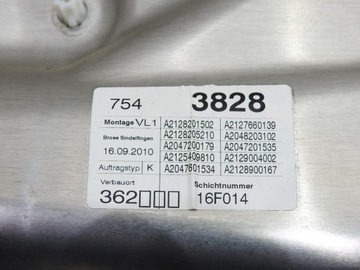 754 3828
Montage VL1 A2128201502 A2127660139
Brose Sindelfingen A2128205210 A2048203102
16.09.2010 A2047200179 A2047201535
A2125409810 A2129004002
Auftragstyp K A2047601534 A2128900167
Verbauort Schichtnummer
362□□□ 16F014